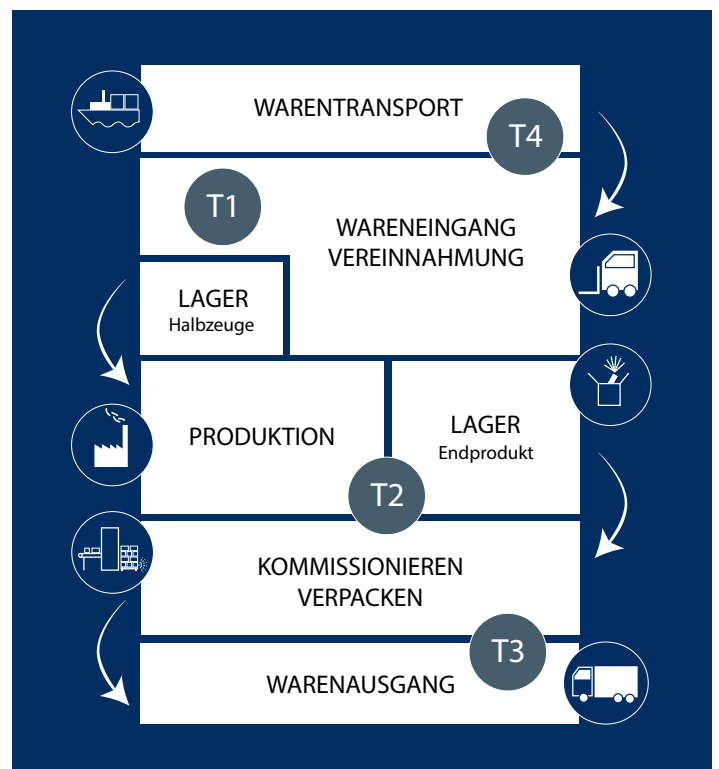 WARENTRANSPORT
T4
T1
WARENEINGANG
VEREINNAHMUNG
LAGER
Halbzeuge
PRODUKTION
LAGER
Endprodukt
T2
KOMMISSIONIEREN
VERPACKEN
T3
WARENAUSGANG